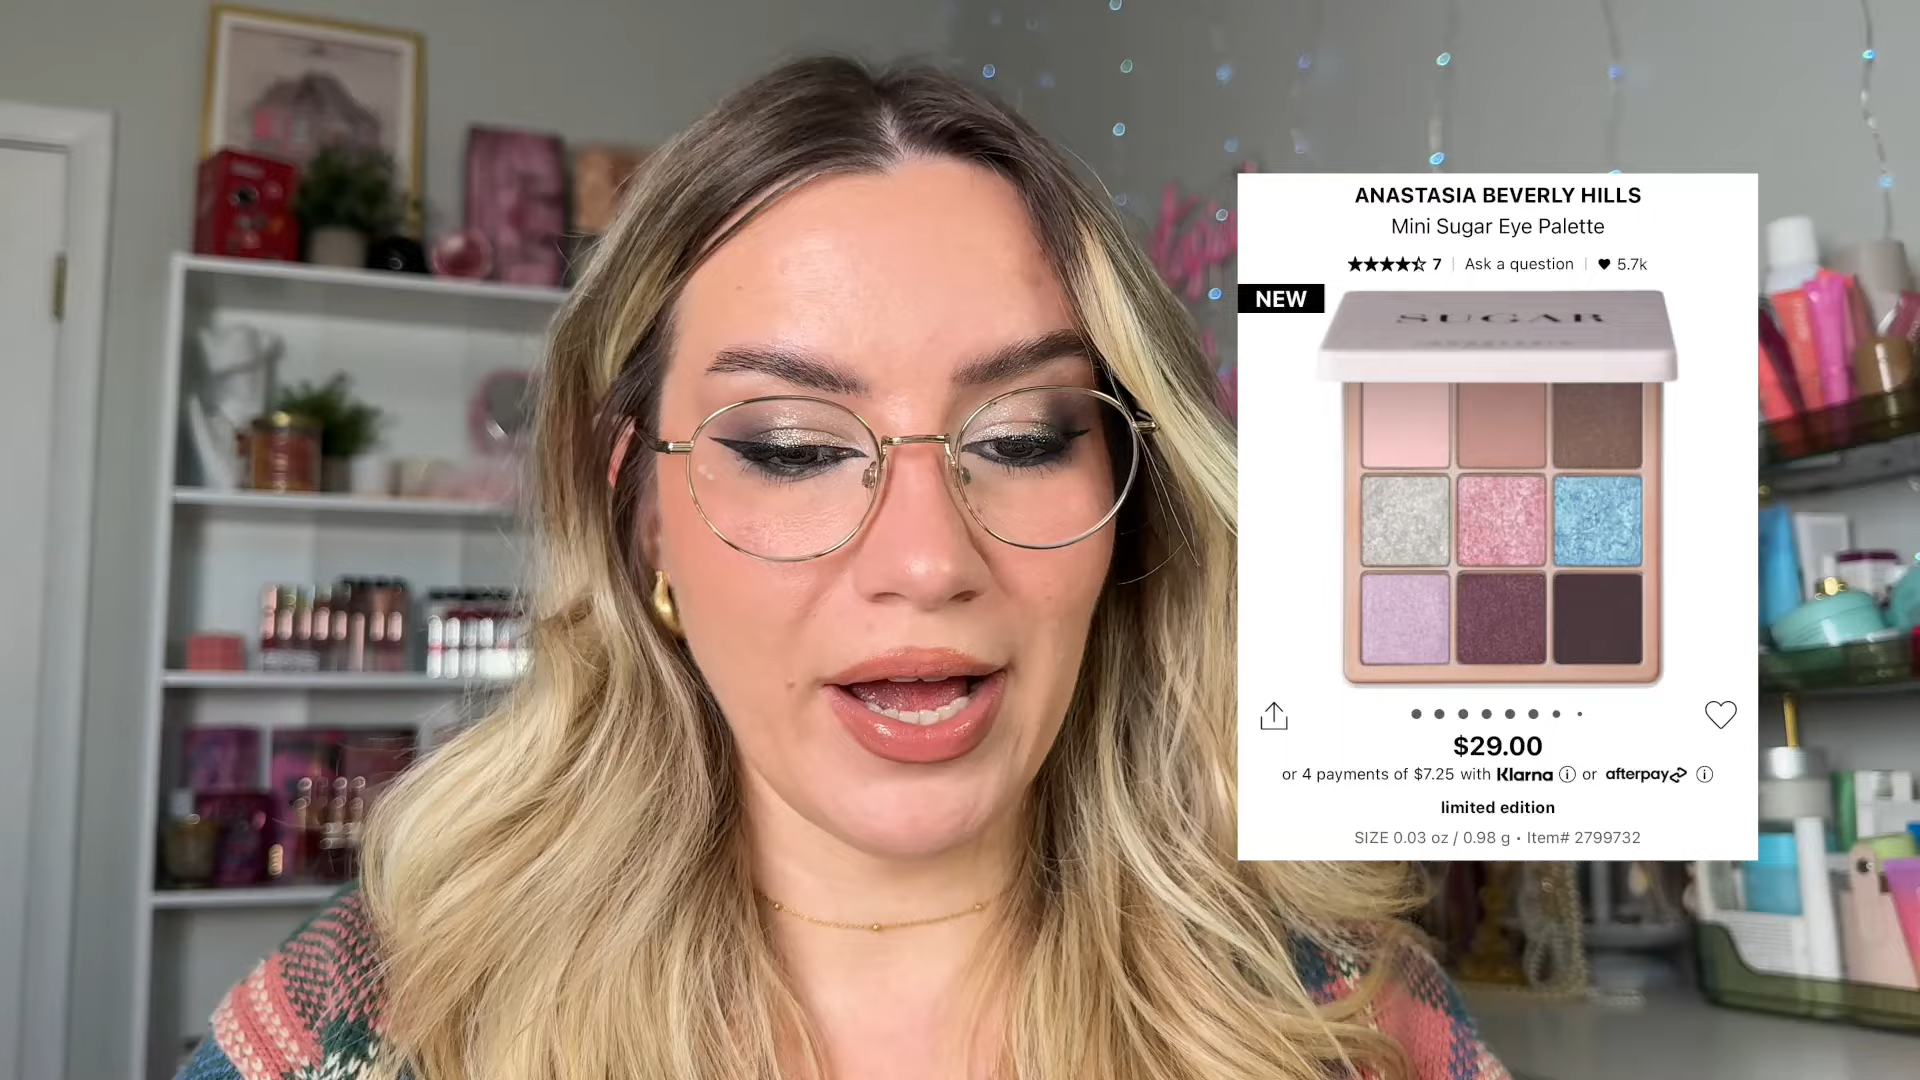 ANASTASIA BEVERLY HILLS
Mini Sugar Eye Palette
7 | Ask a question | 5.7k
NEW
SUGAR
$29.00
or 4 payments of $7.25 with Klarna or afterpay
limited edition
SIZE 0.03 oz / 0.98 g • Item# 2799732